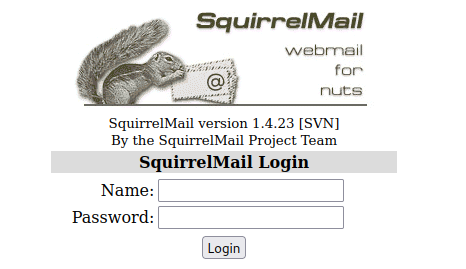 SquirrelMail
webmail
for
nuts
@
SquirrelMail version 1.4.23 [SVN]
By the SquirrelMail Project Team
SquirrelMail Login
Name:
Password:
Login